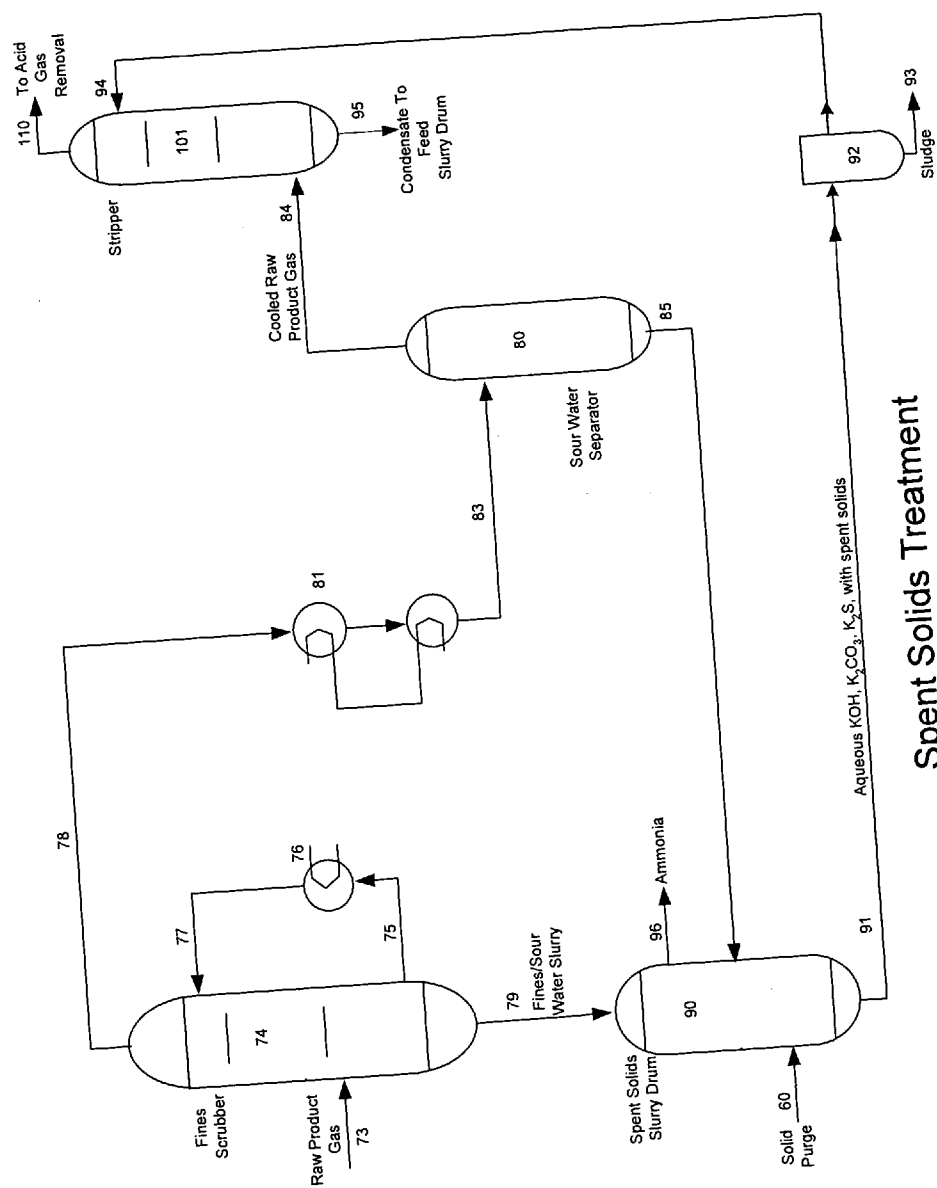 110
To Acid
Gas
Removal
94
101
Stripper
95
Condensate To
Feed
Slurry Drum
84
Cooled Raw
Product Gas
92
93
Sludge
80
85
Sour Water
Separator
83
81
78
76
77
75
74
Fines
Scrubber
Raw Product
Gas
73
79
Fines/Sour
Water Slurry
96
Ammonia
90
Spent Solids
Slurry Drum
60
Solid
Purge
91
Aqueous KOH, K₂CO₃, K₂S, with spent solids
Spent Solids Treatment